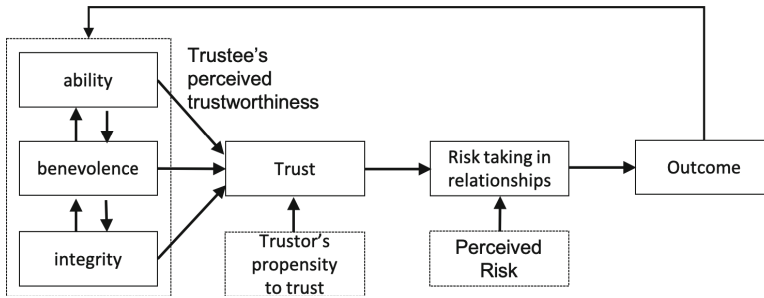 ability
Trustee's
perceived
trustworthiness
benevolence
Trust
Risk taking in
relationships
Outcome
integrity
Trustor's
propensity
to trust
Perceived
Risk